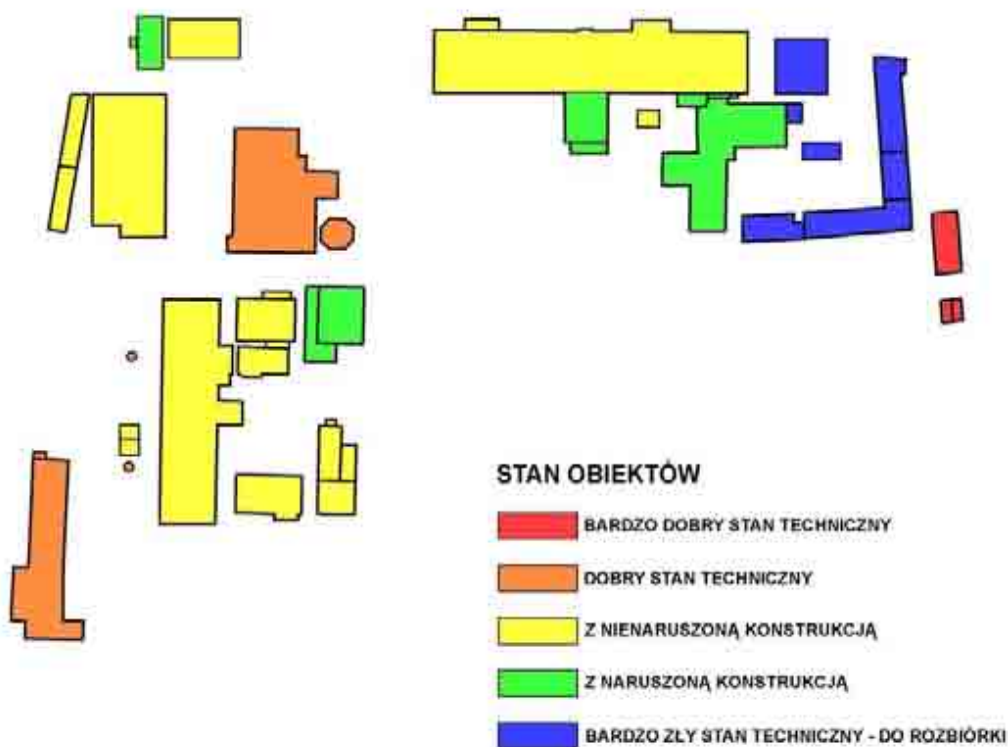 STAN OBIEKTÓW
BARDZO DOBRY STAN TECHNICZNY
DOBRY STAN TECHNICZNY
Z NIENARUSZONĄ KONSTRUKCJĄ
Z NARUSZONĄ KONSTRUKCJĄ
BARDZO ZŁY STAN TECHNICZNY - DO ROZBIÓRKI